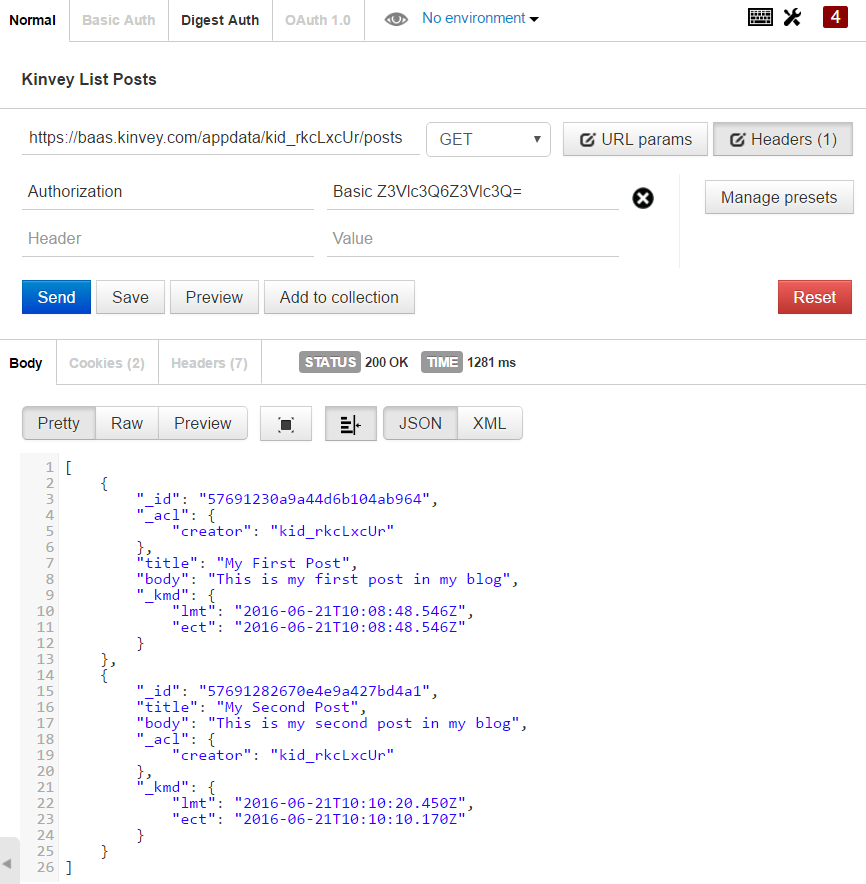 Normal Basic Auth Digest Auth OAuth 1.0 No environment 4
Kinvey List Posts
https://baas.kinvey.com/appdata/kid_rkcLxcUr/posts GET URL params Headers (1)
Authorization Basic Z3Vlc3Q6Z3Vlc3Q= Manage presets
Header Value
Send Save Preview Add to collection Reset
Body Cookies (2) Headers (7) STATUS 200 OK TIME 1281 ms
Pretty Raw Preview JSON XML
1 [
2 {
3 "_id": "57691230a9a44d6b104ab964",
4 "_acl": {
5 "creator": "kid_rkcLxcUr"
6 },
7 "title": "My First Post",
8 "body": "This is my first post in my blog",
9 "_kmd": {
10 "lmt": "2016-06-21T10:08:48.546Z",
11 "ect": "2016-06-21T10:08:48.546Z"
12 }
13 },
14 {
15 "_id": "57691282670e4e9a427bd4a1",
16 "title": "My Second Post",
17 "body": "This is my second post in my blog",
18 "_acl": {
19 "creator": "kid_rkcLxcUr"
20 },
21 "_kmd": {
22 "lmt": "2016-06-21T10:10:20.450Z",
23 "ect": "2016-06-21T10:10:10.170Z"
24 }
25 }
26 ]